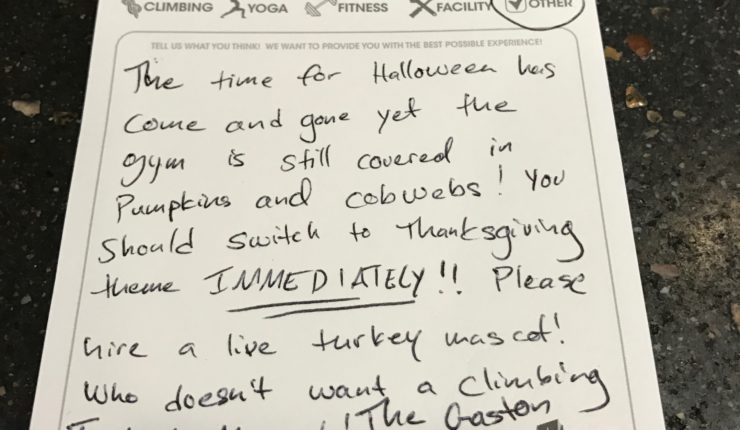 CLIMBING YOGA FITNESS FACILITY OTHER
TELL US WHAT YOU THINK! WE WANT TO PROVIDE YOU WITH THE BEST POSSIBLE EXPERIENCE!
The time for Halloween has
come and gone yet the
gym is still covered in
Pumpkins and cobwebs! You
should switch to Thanksgiving
theme IMMEDIATELY!! Please
hire a live turkey mascot!
Who doesn't want a Climbing
The Gaston